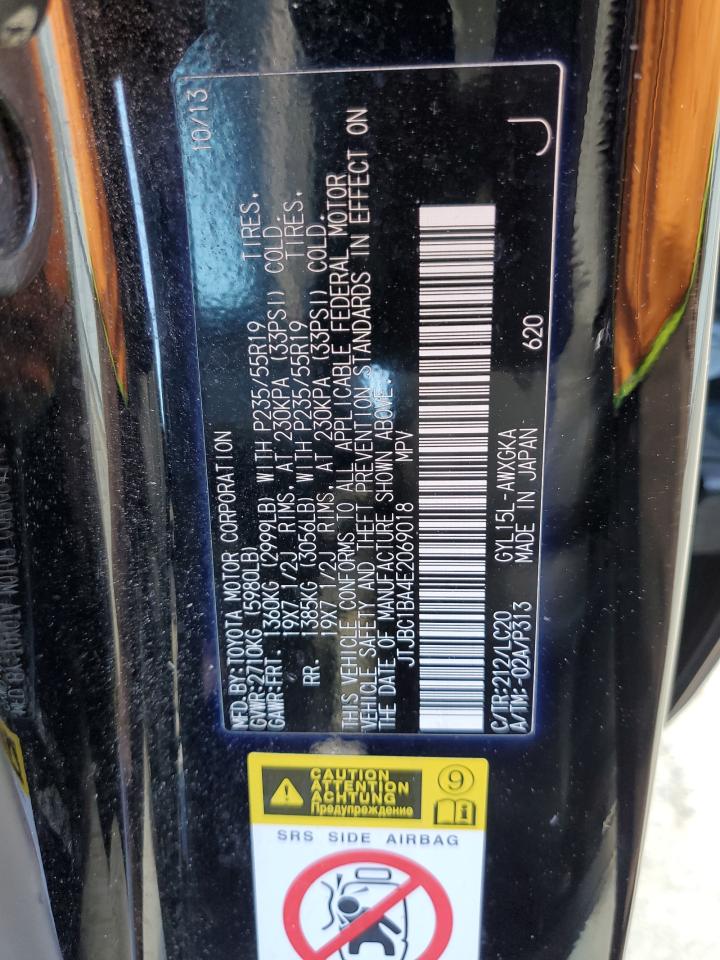 10/13
MFD.BY:TOYOTA MOTOR CORPORATION
GVWR:2710KG (5980LB)
GAWR:FRT. 1360KG (2999LB) WITH P235/55R19 TIRES.
19X7 1/2J RIMS. AT 230KPA (33PSI) COLD.
RR. 1385KG (3056LB) WITH P235/55R19 TIRES.
19X7 1/2J RIMS. AT 230KPA (33PSI) COLD.
THIS VEHICLE CONFORMS TO ALL APPLICABLE FEDERAL MOTOR
VEHICLE SAFETY AND THEFT PREVENTION STANDARDS IN EFFECT ON
THE DATE OF MANUFACTURE SHOWN ABOVE.
JTJBC1BA4E2069018 MPV
C/TR:212/LC20 GYL15L-AWXGKA 620
A/TM:-02A/P313 MADE IN JAPAN
J
CAUTION
ATTENTION
ACHTUNG
Предупреждение
9
SRS SIDE AIRBAG